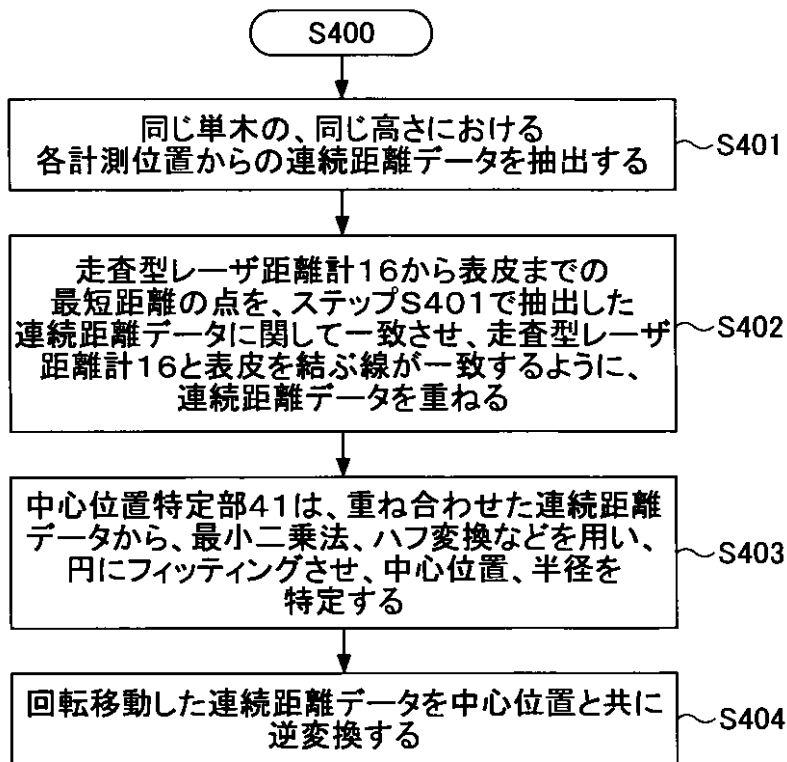 S400
同じ単木の、同じ高さにおける
各計測位置からの連続距離データを抽出する
S401
走査型レーザ距離計16から表皮までの
最短距離の点を、ステップS401で抽出した
連続距離データに関して一致させ、走査型レーザ
距離計16と表皮を結ぶ線が一致するように、
連続距離データを重ねる
S402
中心位置特定部41は、重ね合わせた連続距離
データから、最小二乗法、ハフ変換などを用い、
円にフィッティングさせ、中心位置、半径を
特定する
S403
回転移動した連続距離データを中心位置と共に
逆変換する
S404